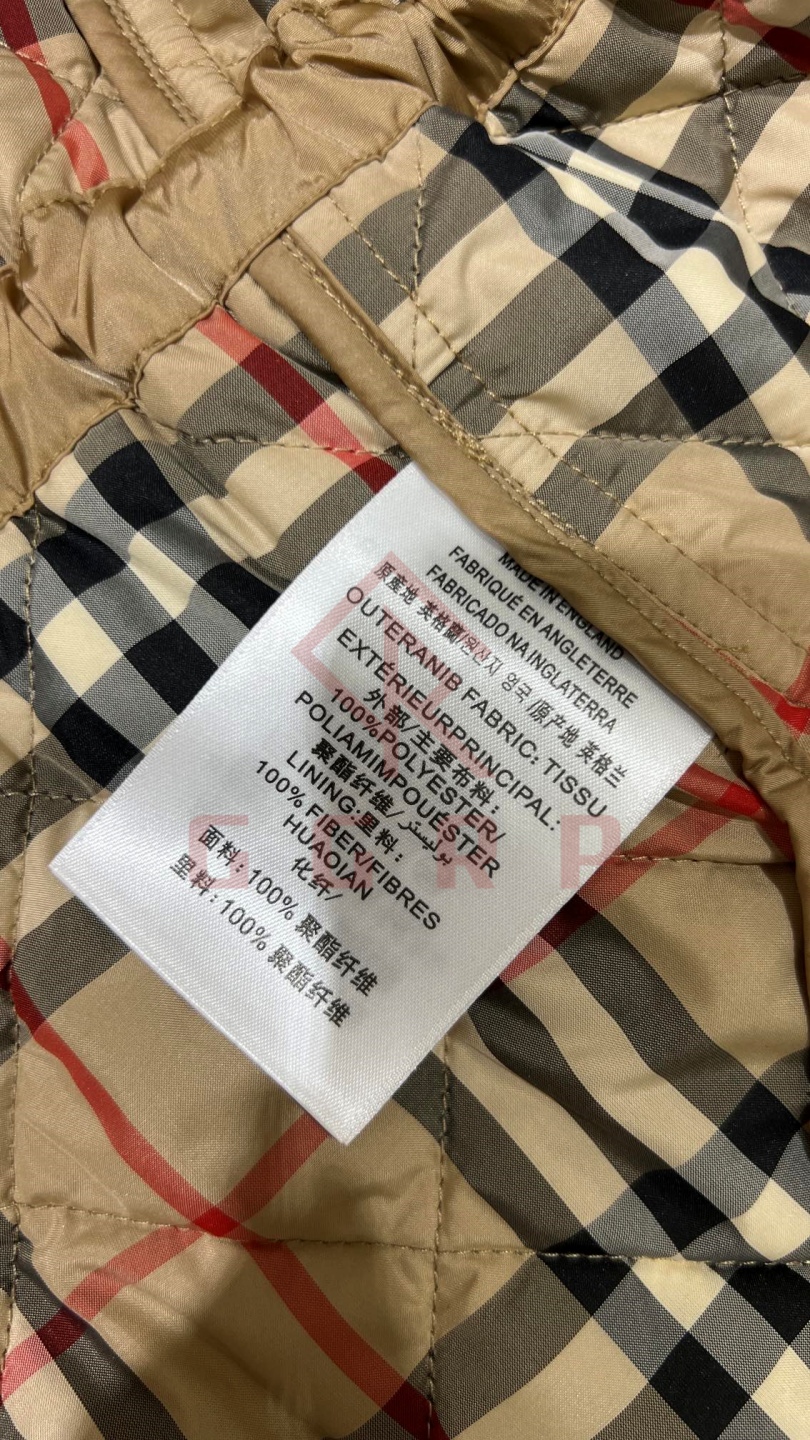 MADE IN ENGLAND
FABRIQUÉ EN ANGLETERRE
FABRICADO NA INGLATERRA
原産地 英格蘭/원산지 영국 /原产地 英格兰
OUTERANIB FABRIC: TISSU
EXTÉRIEURPRINCIPAL:
外部/主要布料:
100%POLYESTER/
POLIAMIMPOUÉSTER
聚酯纤维/بوليستر
LINING:里料:
100% FIBER/FIBRES
HUAOIAN
化纤/
面料:100% 聚酯纤维
里料:100% 聚酯纤维